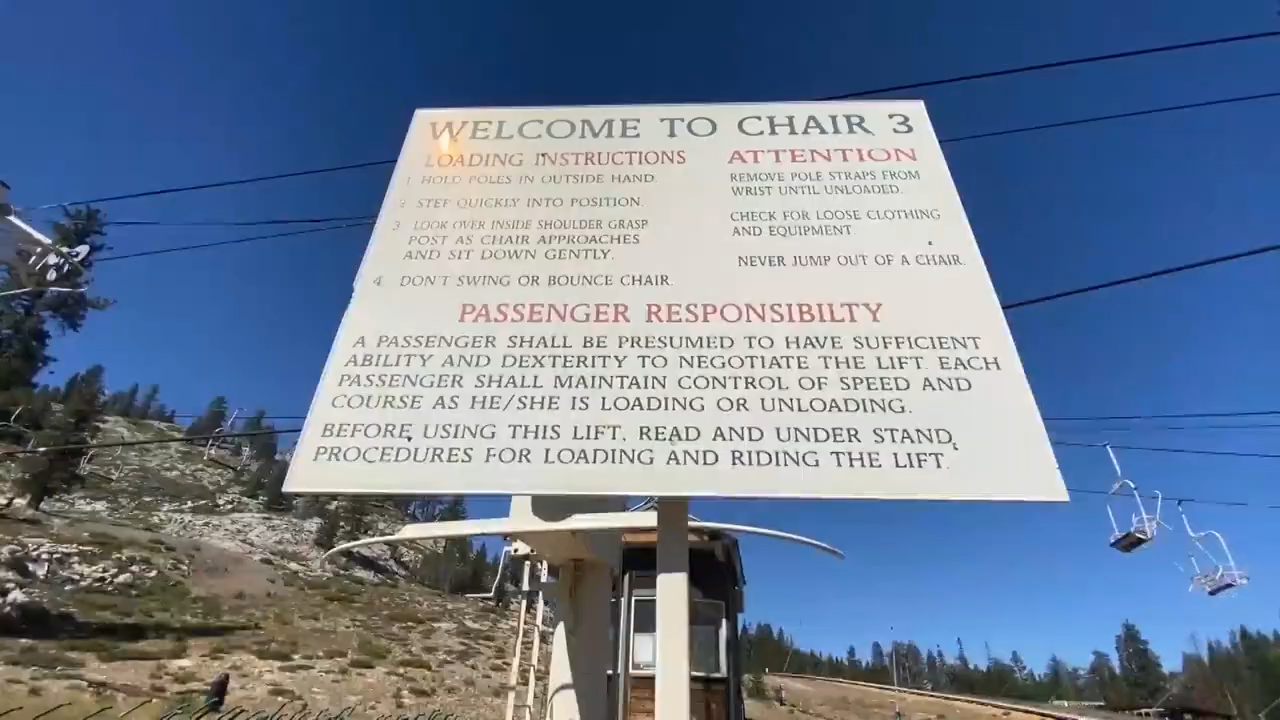 WELCOME TO CHAIR 3
LOADING INSTRUCTIONS
1 HOLD POLES IN OUTSIDE HAND.
2 STEP QUICKLY INTO POSITION.
3 LOOK OVER INSIDE SHOULDER GRASP
POST AS CHAIR APPROACHES
AND SIT DOWN GENTLY.
4 DON'T SWING OR BOUNCE CHAIR.
ATTENTION
REMOVE POLE STRAPS FROM
WRIST UNTIL UNLOADED.
CHECK FOR LOOSE CLOTHING
AND EQUIPMENT.
NEVER JUMP OUT OF A CHAIR.
PASSENGER RESPONSIBILTY
A PASSENGER SHALL BE PRESUMED TO HAVE SUFFICIENT
ABILITY AND DEXTERITY TO NEGOTIATE THE LIFT. EACH
PASSENGER SHALL MAINTAIN CONTROL OF SPEED AND
COURSE AS HE/SHE IS LOADING OR UNLOADING.
BEFORE USING THIS LIFT, READ AND UNDER STAND,
PROCEDURES FOR LOADING AND RIDING THE LIFT.